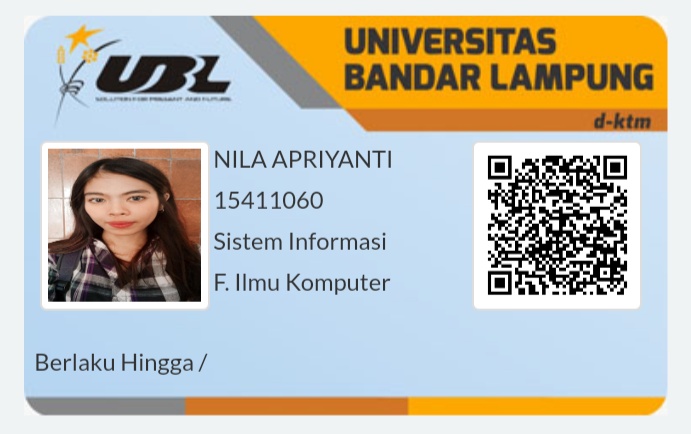 UBL
SOLUTION FOR PRESENT AND FUTURE
UNIVERSITAS
BANDAR LAMPUNG
d-ktm
NILA APRIYANTI
15411060
Sistem Informasi
F. Ilmu Komputer
Berlaku Hingga /